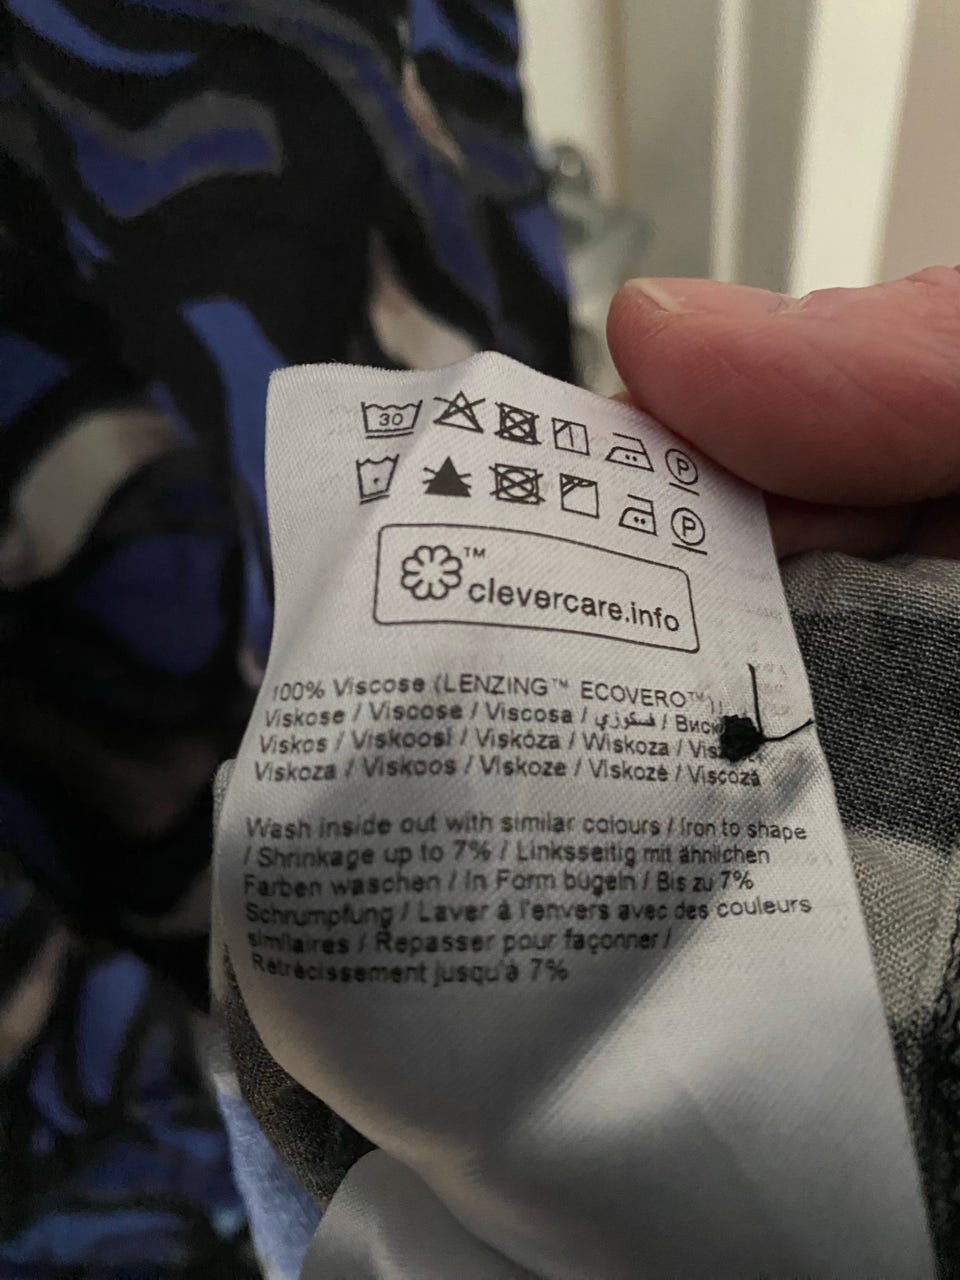 30
P
P
™ clevercare.info
100% Viscose (LENZING™ ECOVERO™)
Viskose / Viscose / Viscosa / فسكوزي /
Viskos / Viskoosi / Viskóza / Wiskoza /
Viskoza / Viskoos / Viskoze / Viskozė / Viscoză
Wash inside out with similar colours / Iron to shape
/ Shrinkage up to 7% / Linksseitig mit ähnlichen
Farben waschen / In Form bügeln / Bis zu 7%
Schrumpfung / Laver à l'envers avec des couleurs
similaires / Repasser pour façonner /
Rétrécissement jusqu'à 7%